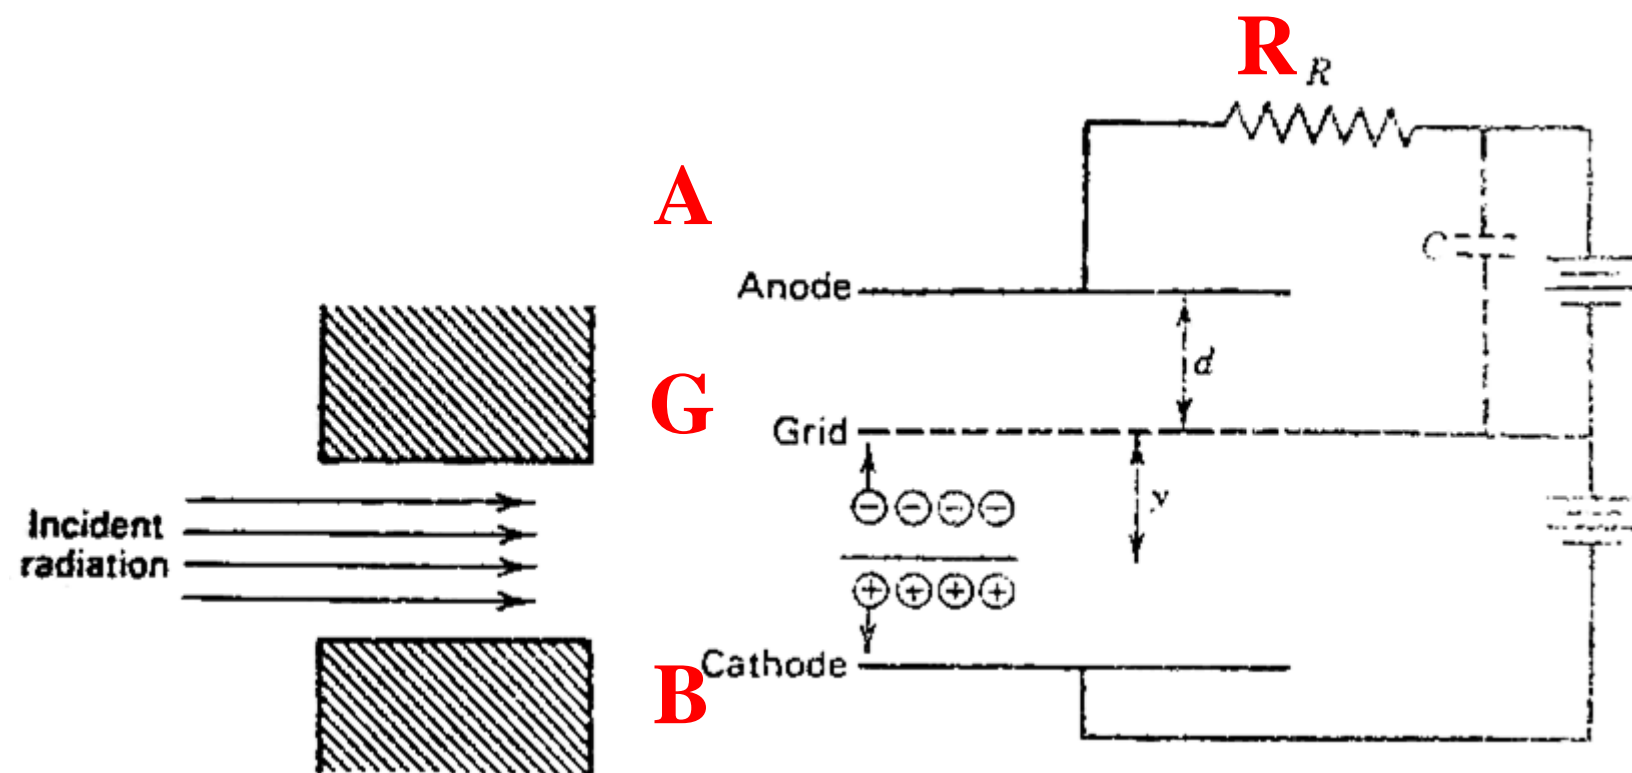 R
R
A
Anode
C
d
G
Grid
y
Incident
radiation
B
Cathode